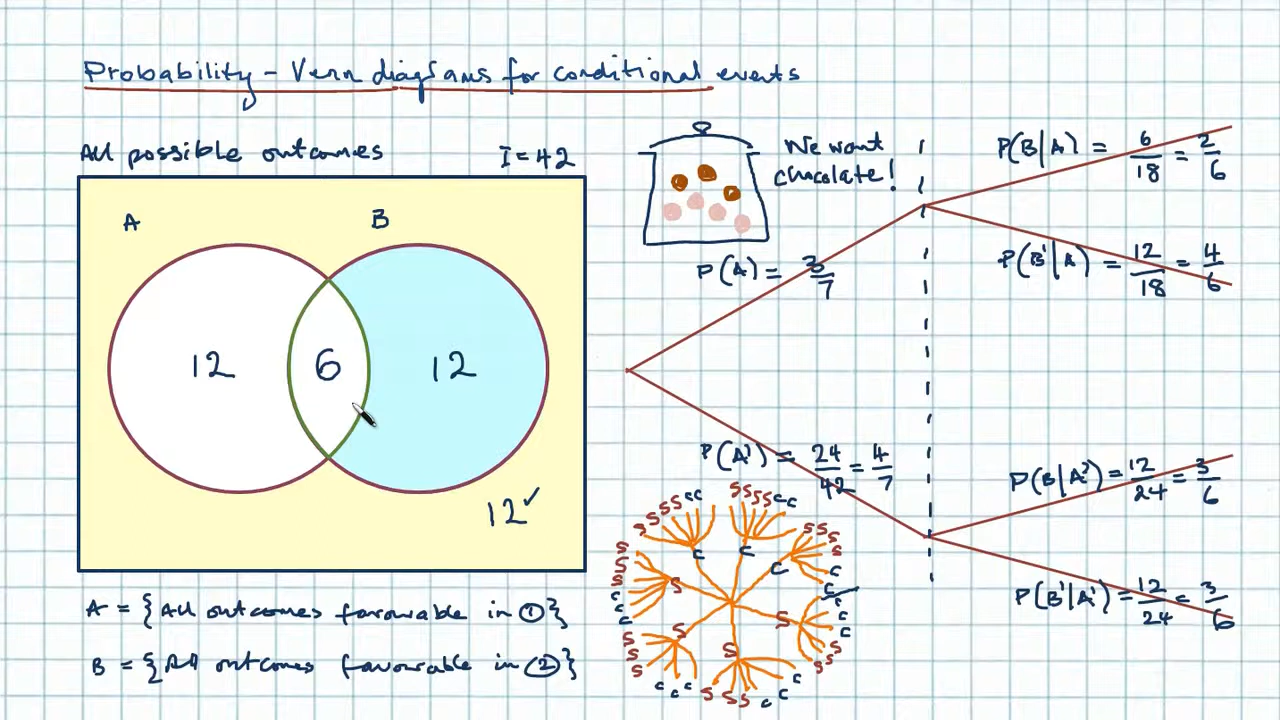 Probability - Venn diagrams for conditional events
All possible outcomes I = 42
A B
12 6 12
12✓
A = {All outcomes favourable in ①}
B = {All outcomes favourable in ②}
We want
chocolate!
P(A) = 3/7
P(A') = 24/42 = 4/7
P(B|A) = 6/18 = 2/6
P(B'|A) = 12/18 = 4/6
P(B|A') = 12/24 = 3/6
P(B'|A') = 12/24 = 3/6
C C C S S S S
S S S S C C
S S S S C C
S S S S C C
S S S C C C
S S S C C C
S S S C C C
S S S C C C